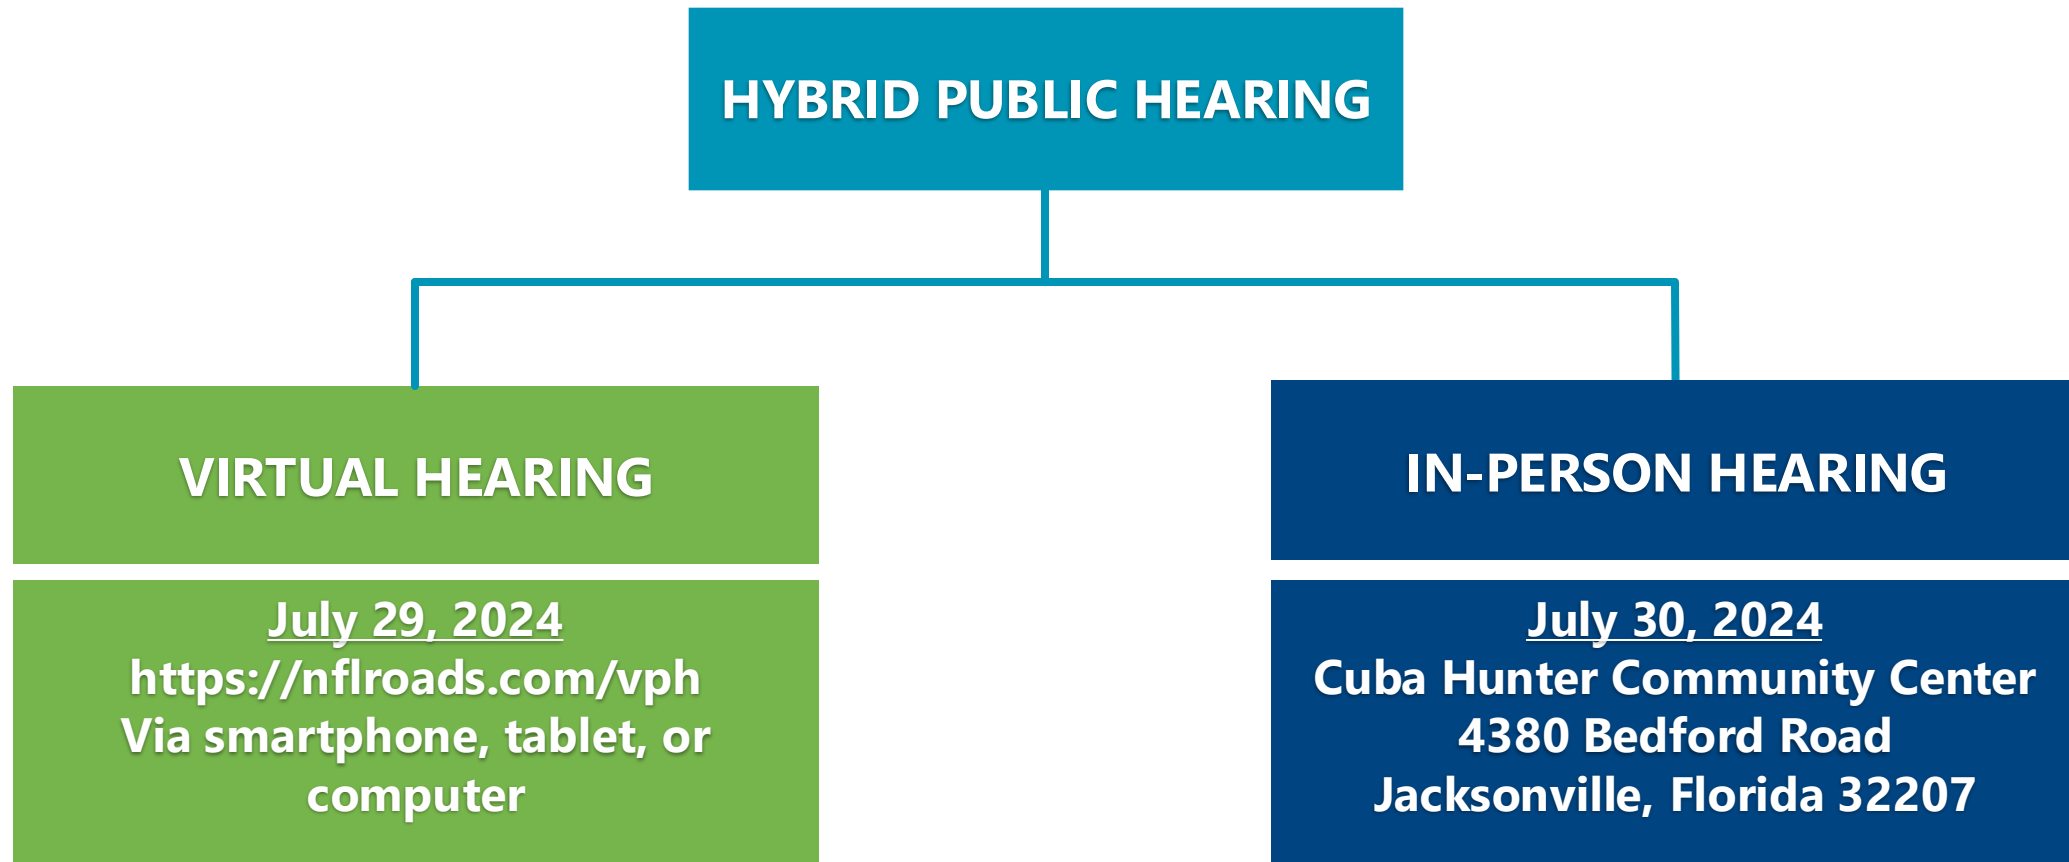 HYBRID PUBLIC HEARING
VIRTUAL HEARING
July 29, 2024
https://nflroads.com/vph
Via smartphone, tablet, or
computer
IN-PERSON HEARING
July 30, 2024
Cuba Hunter Community Center
4380 Bedford Road
Jacksonville, Florida 32207